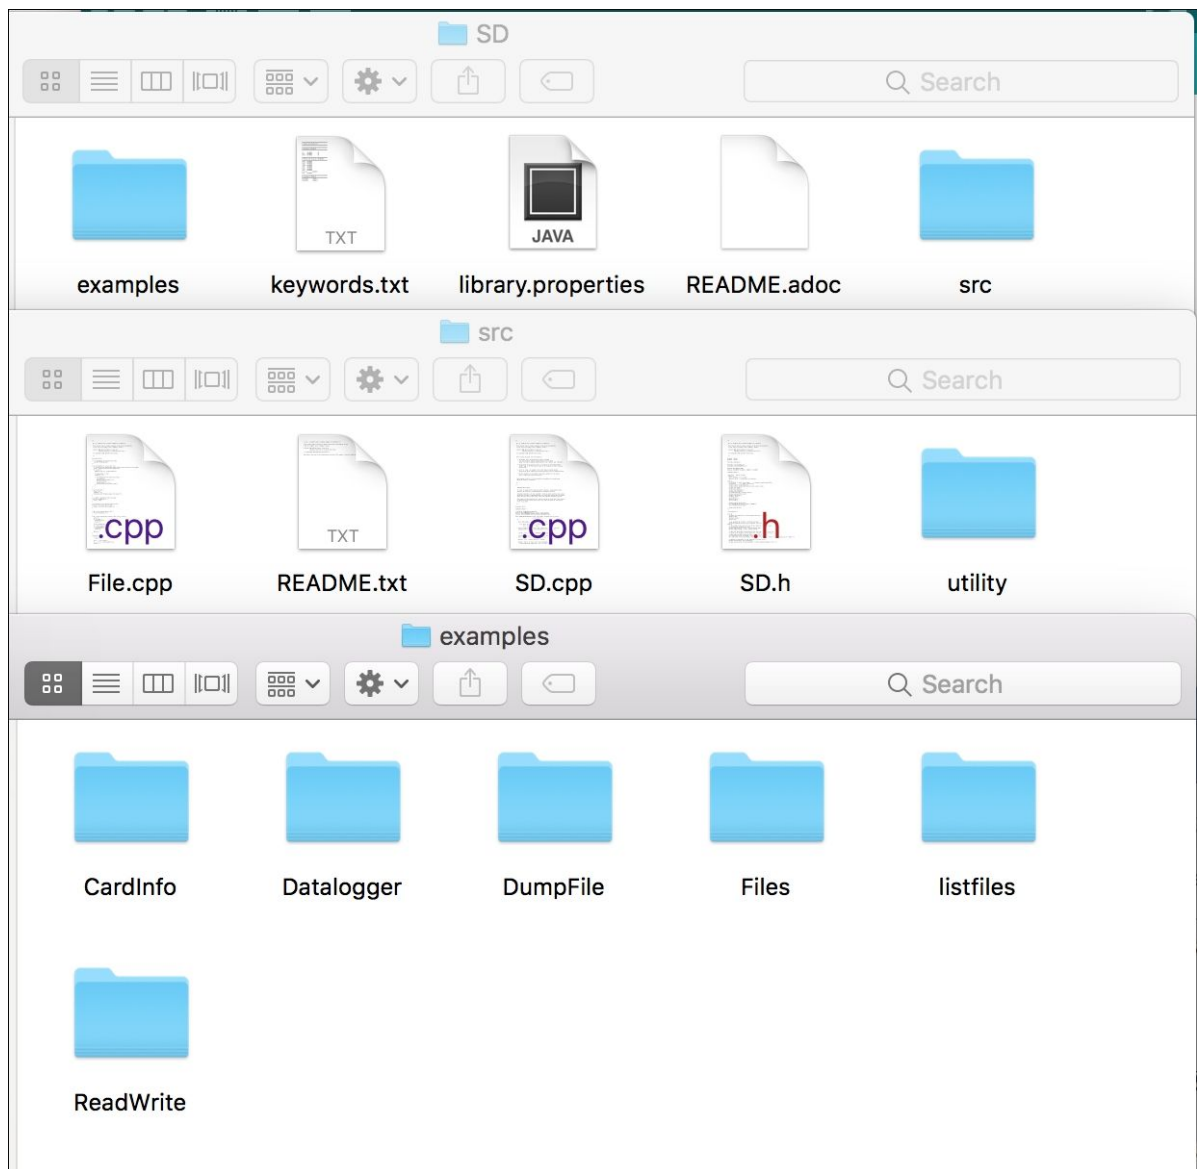 SD
Search
TXT
JAVA
examples keywords.txt library.properties README.adoc src
src
Search
.cpp TXT .cpp .h
File.cpp README.txt SD.cpp SD.h utility
examples
Search
CardInfo Datalogger DumpFile Files listfiles
ReadWrite